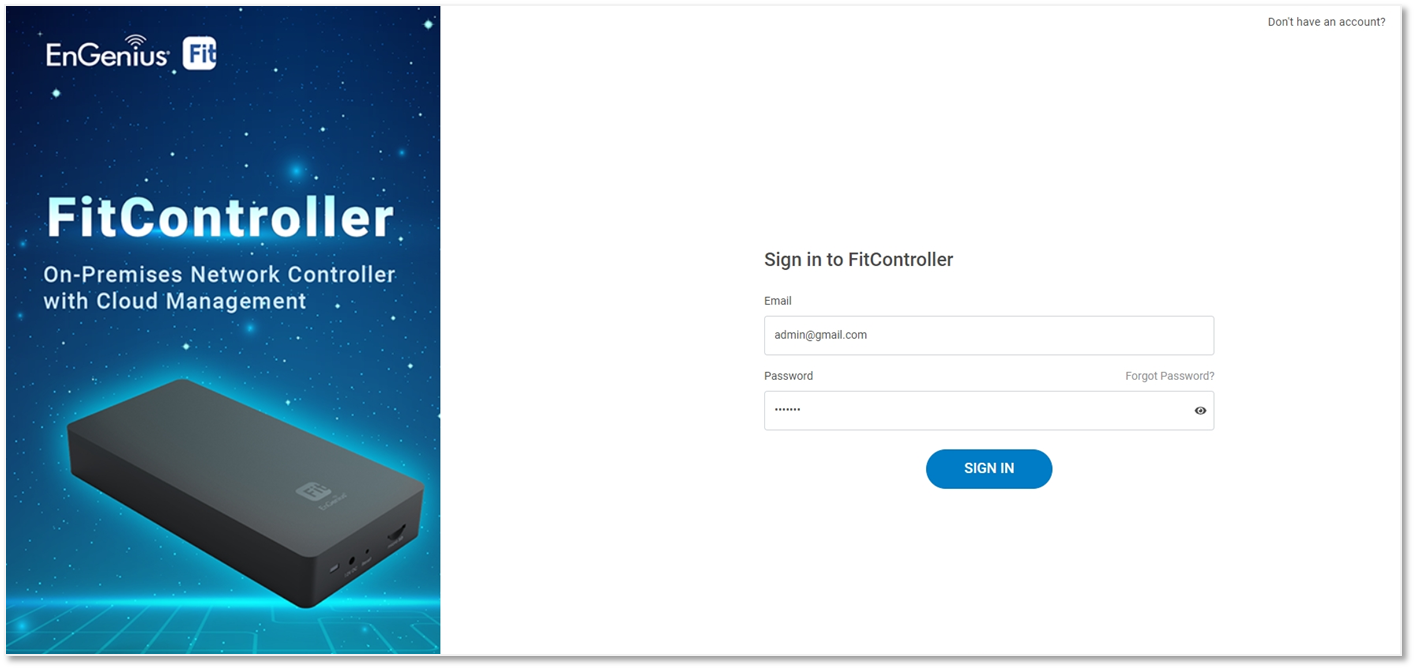 EnGenius® Fit
FitController
On-Premises Network Controller
with Cloud Management
Fit
EnGenius
Don't have an account?
Sign in to FitController
Email
admin@gmail.com
Password
Forgot Password?
•••••••
SIGN IN